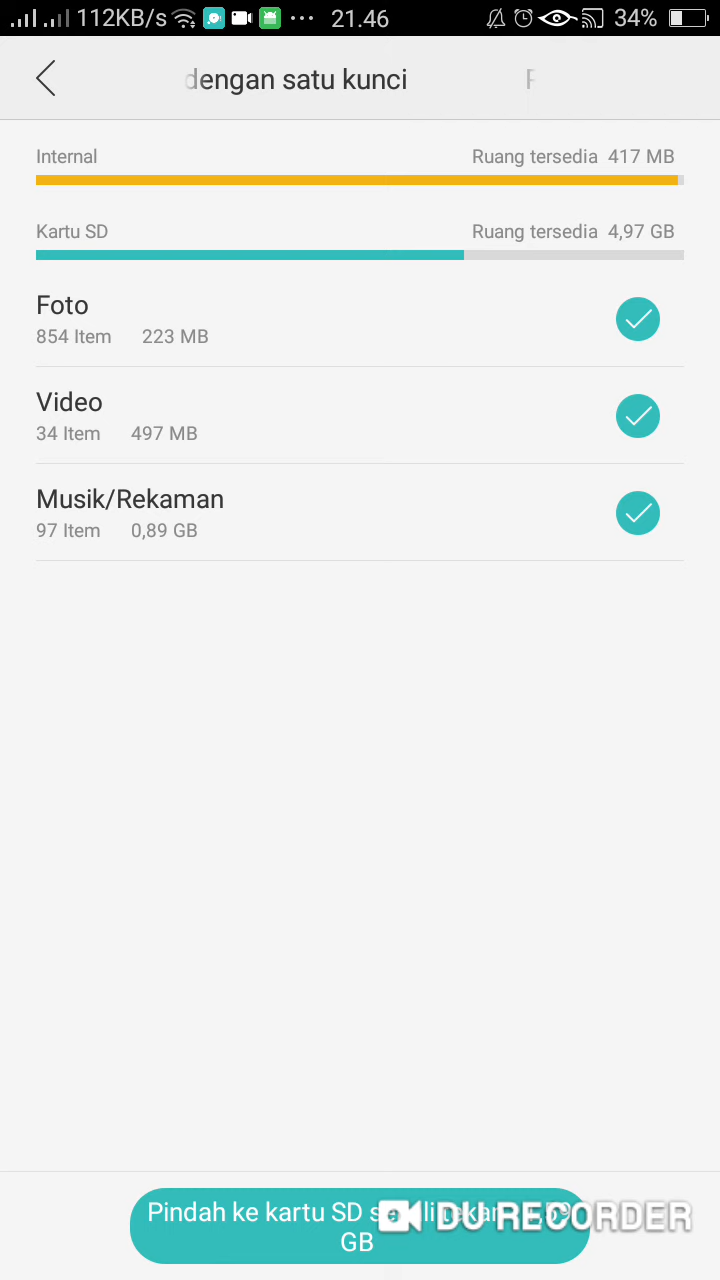 112KB/s
21.46
34%
dengan satu kunci
Internal
Ruang tersedia 417 MB
Kartu SD
Ruang tersedia 4,97 GB
Foto
854 Item 223 MB
Video
34 Item 497 MB
Musik/Rekaman
97 Item 0,89 GB
Pindah ke kartu SD
GB
DU RECORDER